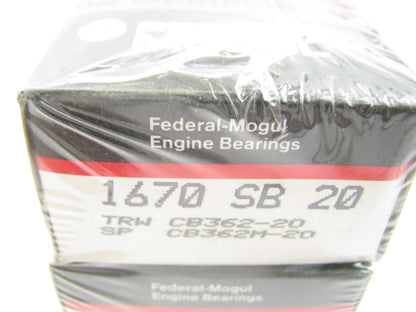 Federal-Mogul
Engine Bearings
1670 SB 20
TRW CB362-20
SP CB362M-20
Federal-Mogul
Engine Bearings